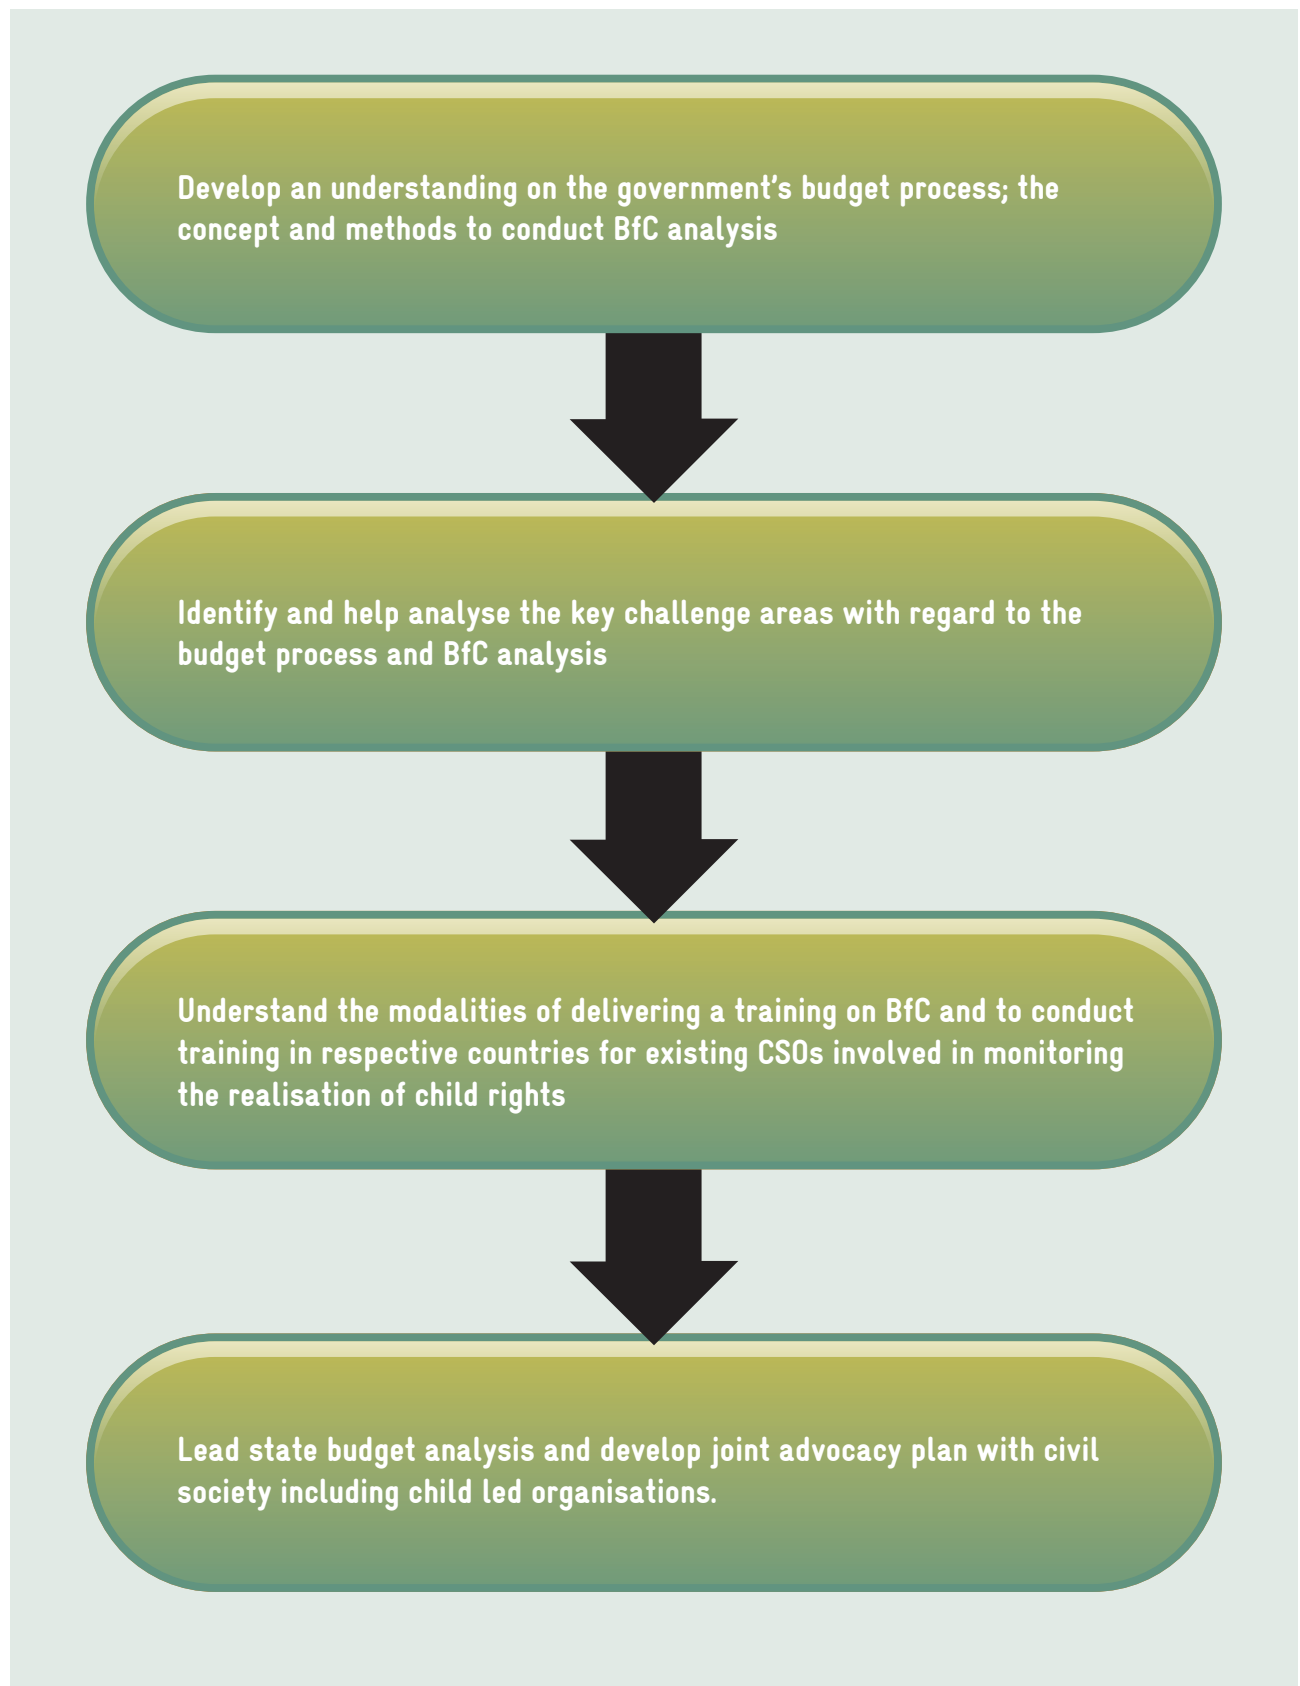 Develop an understanding on the government’s budget process; the
concept and methods to conduct BfC analysis
Identify and help analyse the key challenge areas with regard to the
budget process and BfC analysis
Understand the modalities of delivering a training on BfC and to conduct
training in respective countries for existing CSOs involved in monitoring
the realisation of child rights
Lead state budget analysis and develop joint advocacy plan with civil
society including child led organisations.